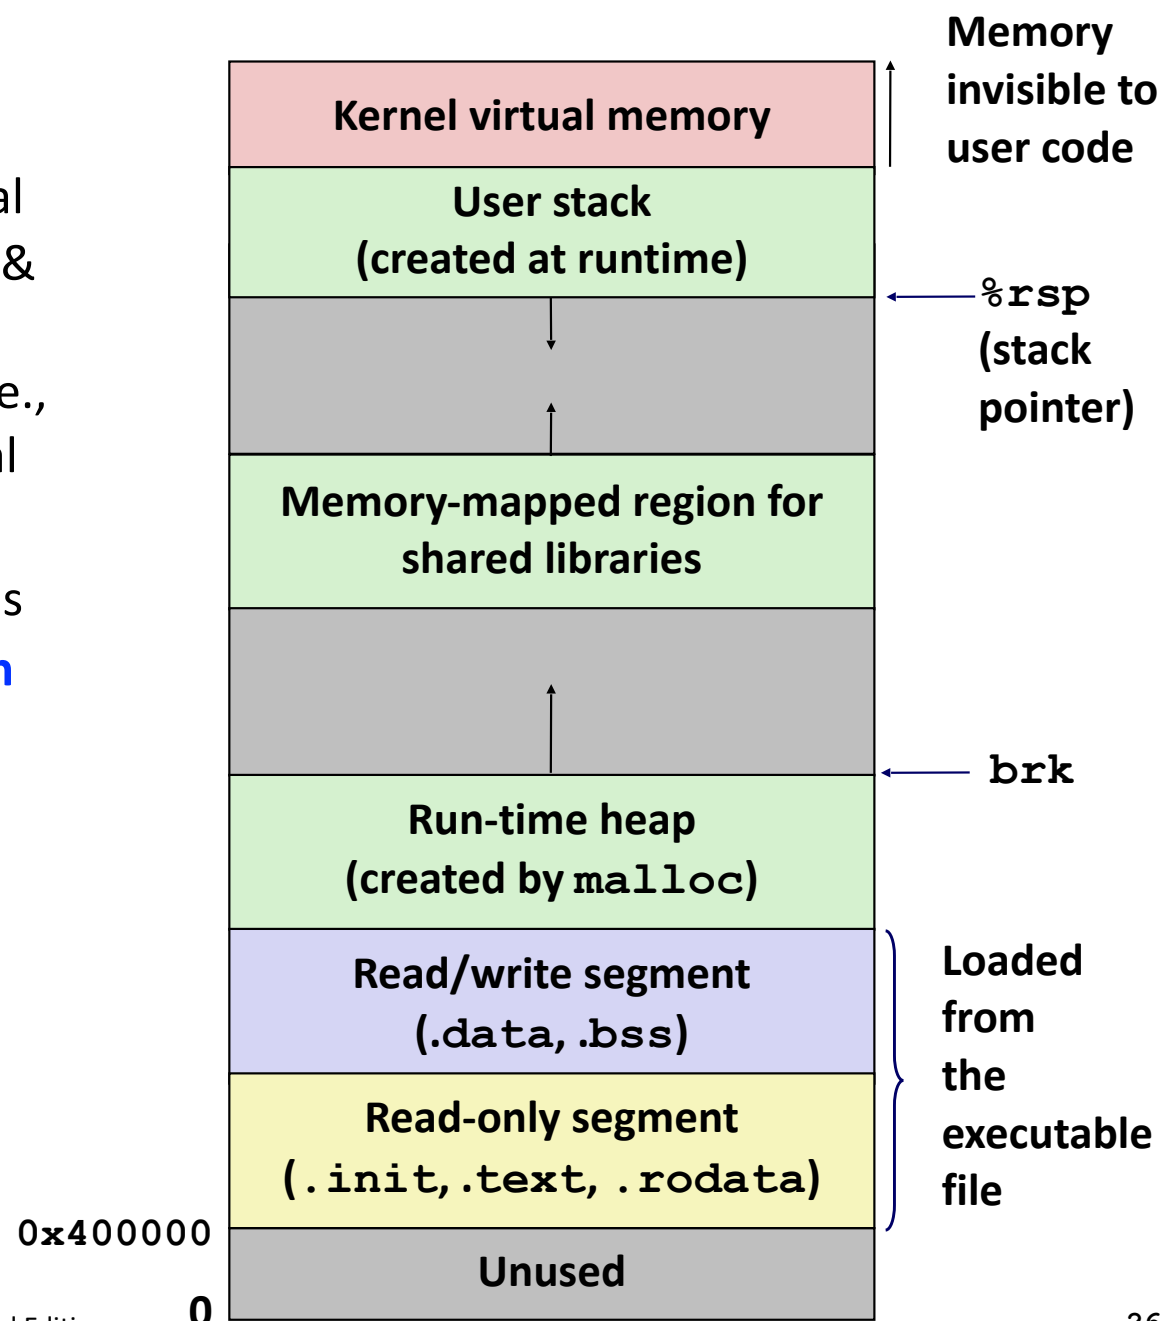 Memory
invisible to
user code
Kernel virtual memory
User stack
(created at runtime)
al
&
%rsp
(stack
pointer)
e.,
al
Memory-mapped region for
shared libraries
s
brk
Run-time heap
(created by malloc)
Read/write segment
(.data, .bss)
Loaded
from
the
executable
file
Read-only segment
(.init, .text, .rodata)
0x400000
Unused
0